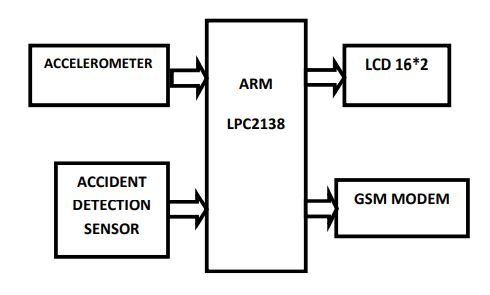 ACCELEROMETER
ARM
LPC2138
LCD 16*2
ACCIDENT
DETECTION
SENSOR
GSM MODEM